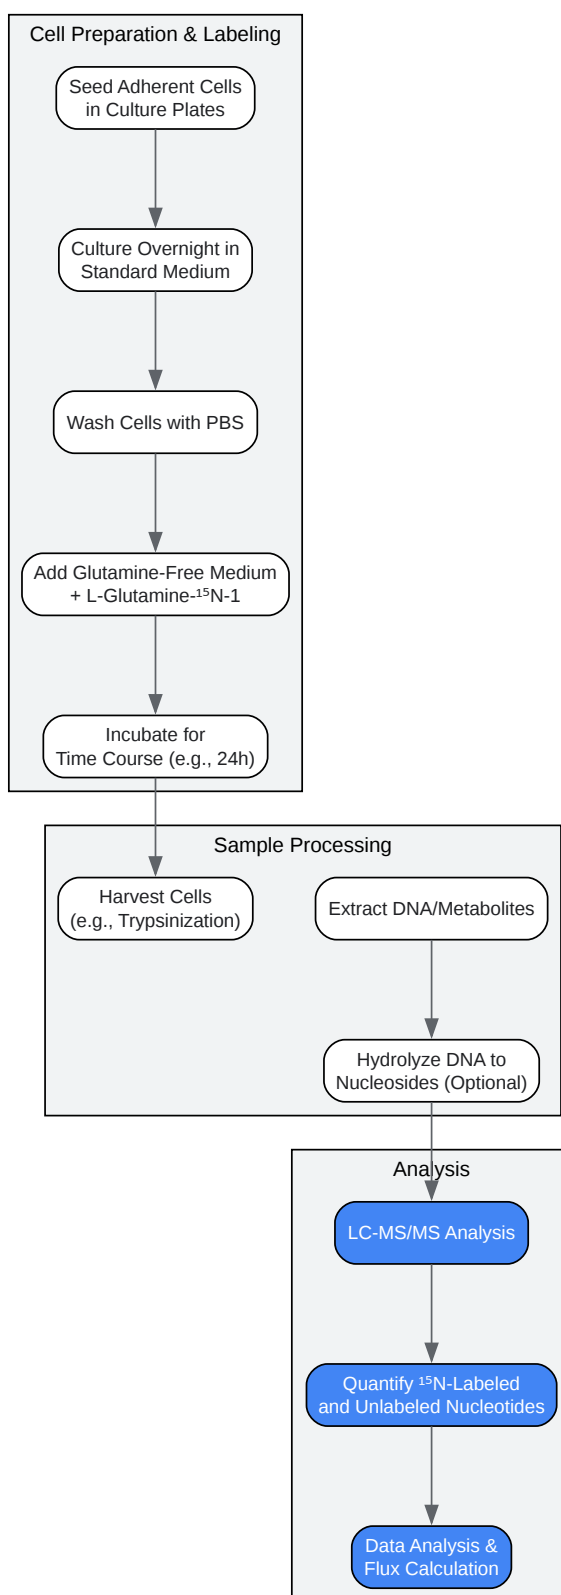 Cell Preparation & Labeling
Seed Adherent Cells
in Culture Plates
Culture Overnight in
Standard Medium
Wash Cells with PBS
Add Glutamine-Free Medium
+ L-Glutamine-¹⁵N-1
Incubate for
Time Course (e.g., 24h)
Sample Processing
Harvest Cells
(e.g., Trypsinization)
Extract DNA/Metabolites
Hydrolyze DNA to
Nucleosides (Optional)
Analysis
LC-MS/MS Analysis
Quantify ¹⁵N-Labeled
and Unlabeled Nucleotides
Data Analysis &
Flux Calculation